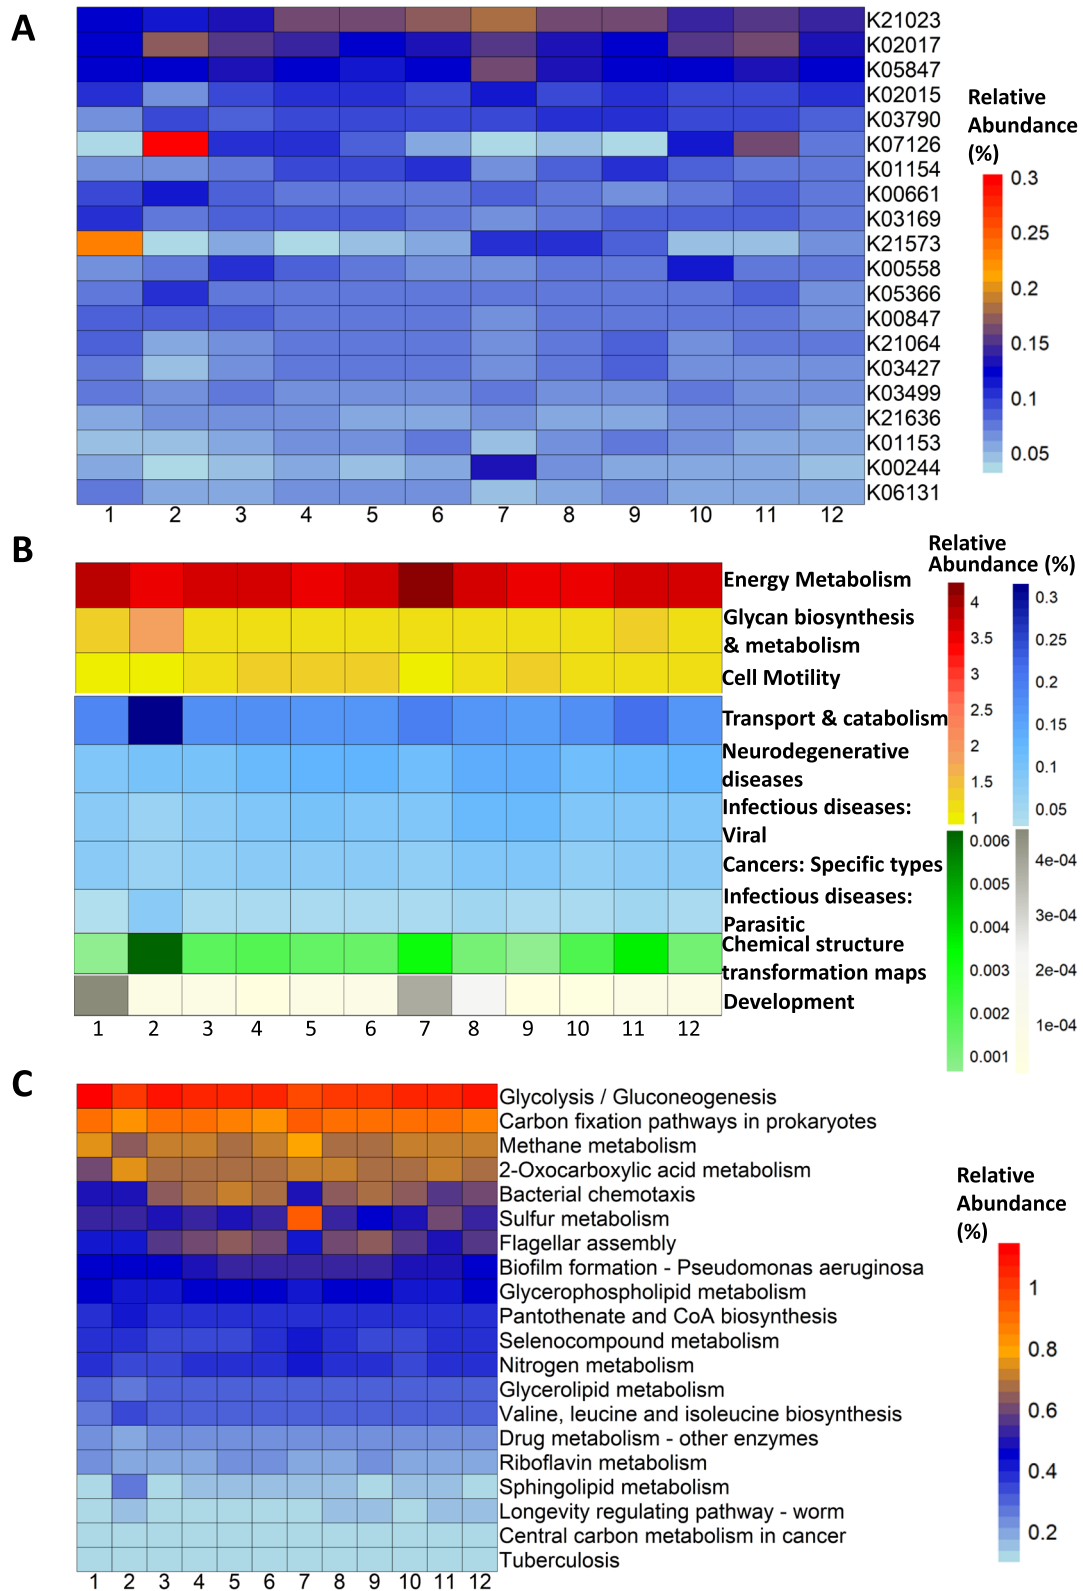 A
K21023
K02017
K05847
K02015
K03790
K07126
K01154
K00661
K03169
K21573
K00558
K05366
K00847
K21064
K03427
K03499
K21636
K01153
K00244
K06131
1 2 3 4 5 6 7 8 9 10 11 12
Relative
Abundance
(%)
0.3
0.25
0.2
0.15
0.1
0.05
B
Energy Metabolism
Glycan biosynthesis
& metabolism
Cell Motility
Transport & catabolism
Neurodegenerative
diseases
Infectious diseases:
Viral
Cancers: Specific types
Infectious diseases:
Parasitic
Chemical structure
transformation maps
Development
1 2 3 4 5 6 7 8 9 10 11 12
Relative
Abundance (%)
4
3.5
3
2.5
2
1.5
1
0.3
0.25
0.2
0.15
0.1
0.05
0.006
0.005
0.004
0.003
0.002
0.001
4e-04
3e-04
2e-04
1e-04
C
Glycolysis / Gluconeogenesis
Carbon fixation pathways in prokaryotes
Methane metabolism
2-Oxocarboxylic acid metabolism
Bacterial chemotaxis
Sulfur metabolism
Flagellar assembly
Biofilm formation - Pseudomonas aeruginosa
Glycerophospholipid metabolism
Pantothenate and CoA biosynthesis
Selenocompound metabolism
Nitrogen metabolism
Glycerolipid metabolism
Valine, leucine and isoleucine biosynthesis
Drug metabolism - other enzymes
Riboflavin metabolism
Sphingolipid metabolism
Longevity regulating pathway - worm
Central carbon metabolism in cancer
Tuberculosis
1 2 3 4 5 6 7 8 9 10 11 12
Relative
Abundance
(%)
1
0.8
0.6
0.4
0.2